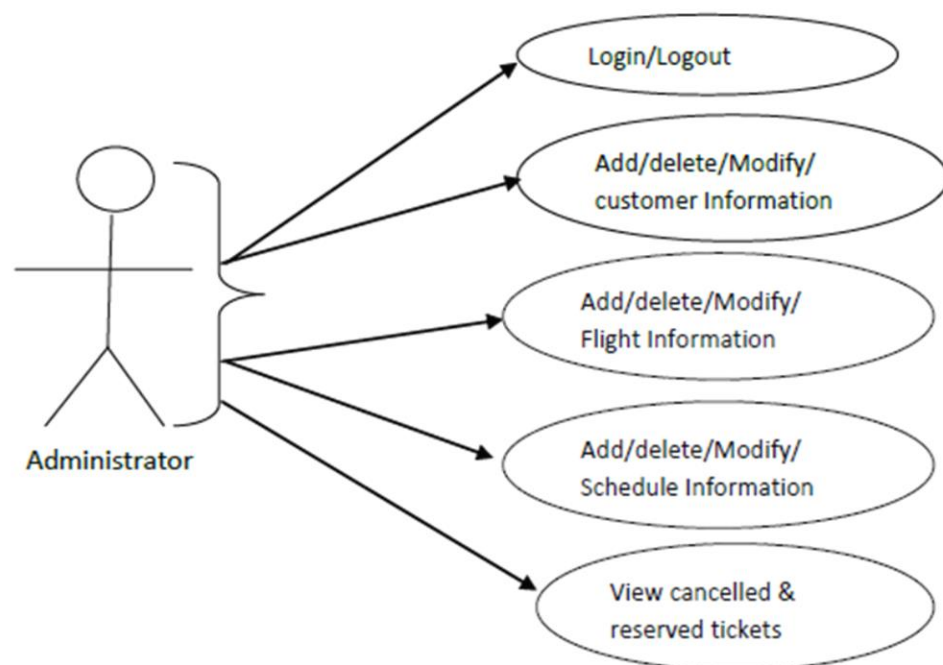 Login/Logout
Add/delete/Modify/
customer Information
Add/delete/Modify/
Flight Information
Administrator
Add/delete/Modify/
Schedule Information
View cancelled &
reserved tickets